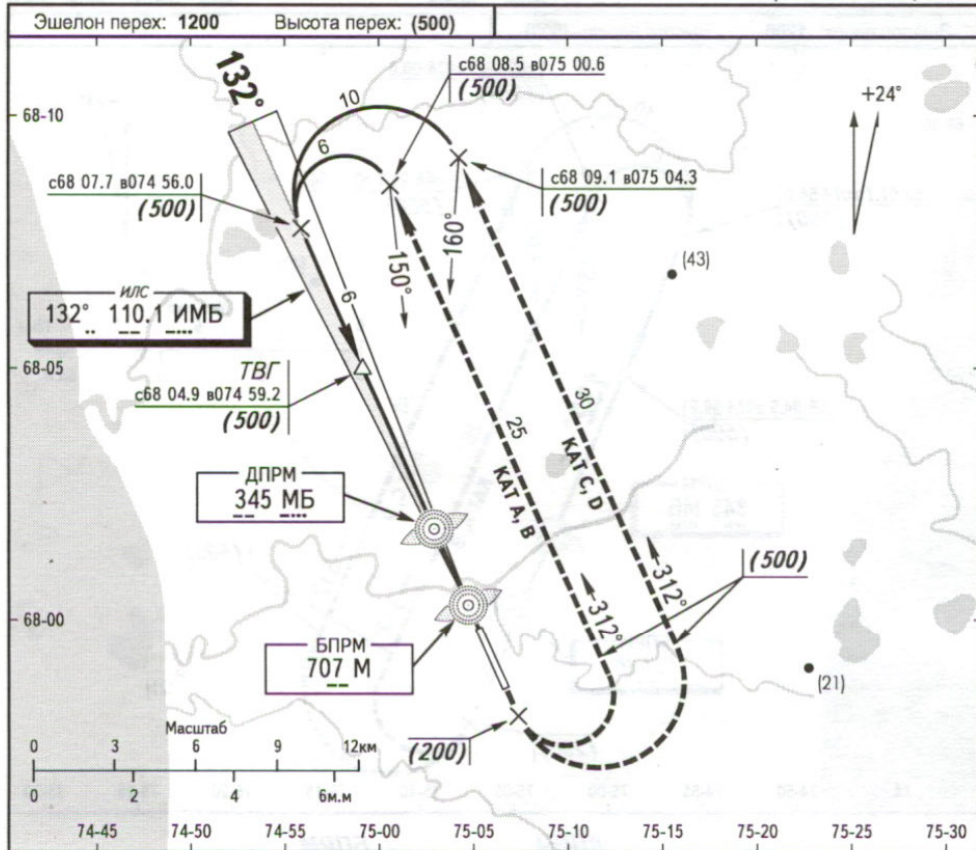 Эшелон перех: 1200 Высота перех: (500)
132°
с68 08.5 в075 00.6
(500)
+24°
10
6
68-10
с68 07.7 в074 56.0
(500)
с68 09.1 в075 04.3
(500)
150°
160°
(43)
ИЛС
132° 110.1 ИМБ
6
ТВГ
68-05
с68 04.9 в074 59.2
(500)
30
25
КАТ C, D
КАТ A, B
ДПРМ
345 МБ
(500)
312°
312°
68-00
БПРМ
707 М
(21)
(200)
Масштаб
0 3 6 9 12км
0 2 4 6м.м
74-45 74-50 74-55 75-00 75-05 75-10 75-15 75-20 75-25 75-30